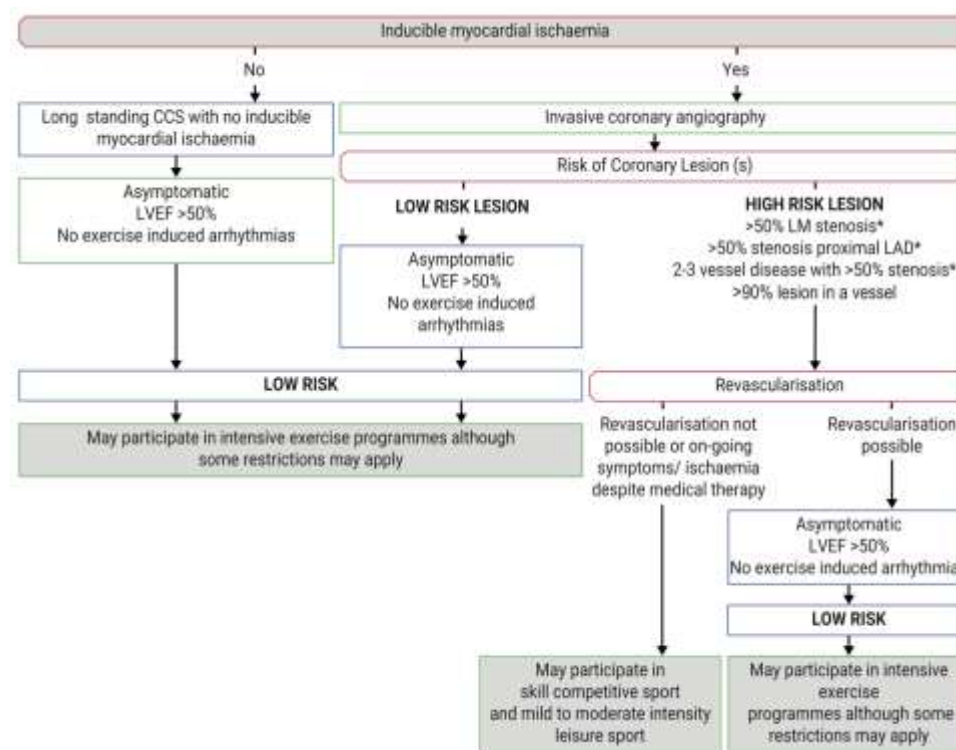 Inducible myocardial ischaemia
No
Yes
Long standing CCS with no inducible
myocardial ischaemia
Invasive coronary angiography
Risk of Coronary Lesion (s)
Asymptomatic
LVEF >50%
No exercise induced arrhythmias
LOW RISK LESION
Asymptomatic
LVEF >50%
No exercise induced
arrhythmias
HIGH RISK LESION
>50% LM stenosis*
>50% stenosis proximal LAD*
2-3 vessel disease with >50% stenosis*
>90% lesion in a vessel
LOW RISK
May participate in intensive exercise programmes although
some restrictions may apply
Revascularisation
Revascularisation not
possible or on-going
symptoms/ ischaemia
despite medical therapy
Revascularisation
possible
Asymptomatic
LVEF >50%
No exercise induced arrhythmia
LOW RISK
May participate in
skill competitive sport
and mild to moderate intensity
leisure sport
May participate in intensive
exercise
programmes although some
restrictions may apply